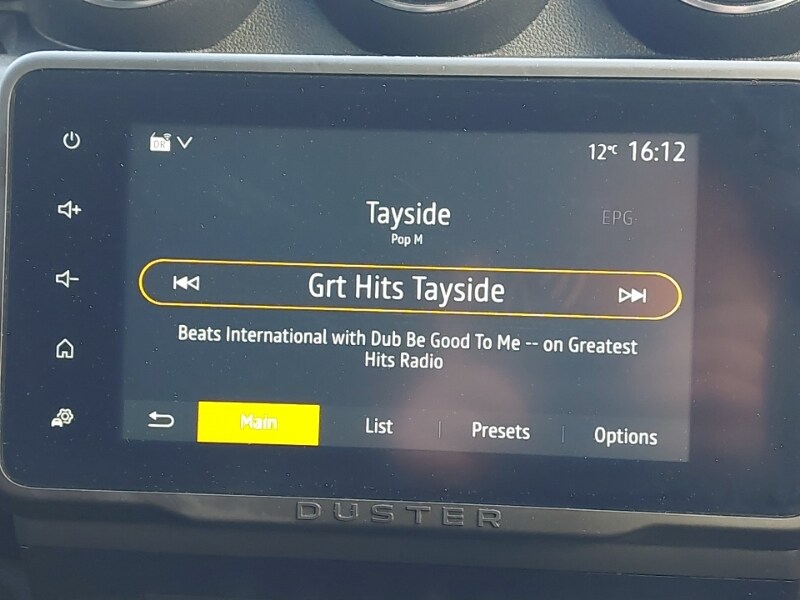 DR
12°C 16:12
Tayside
EPG
Pop M
Grt Hits Tayside
Beats International with Dub Be Good To Me -- on Greatest
Hits Radio
Main List Presets Options
DUSTER